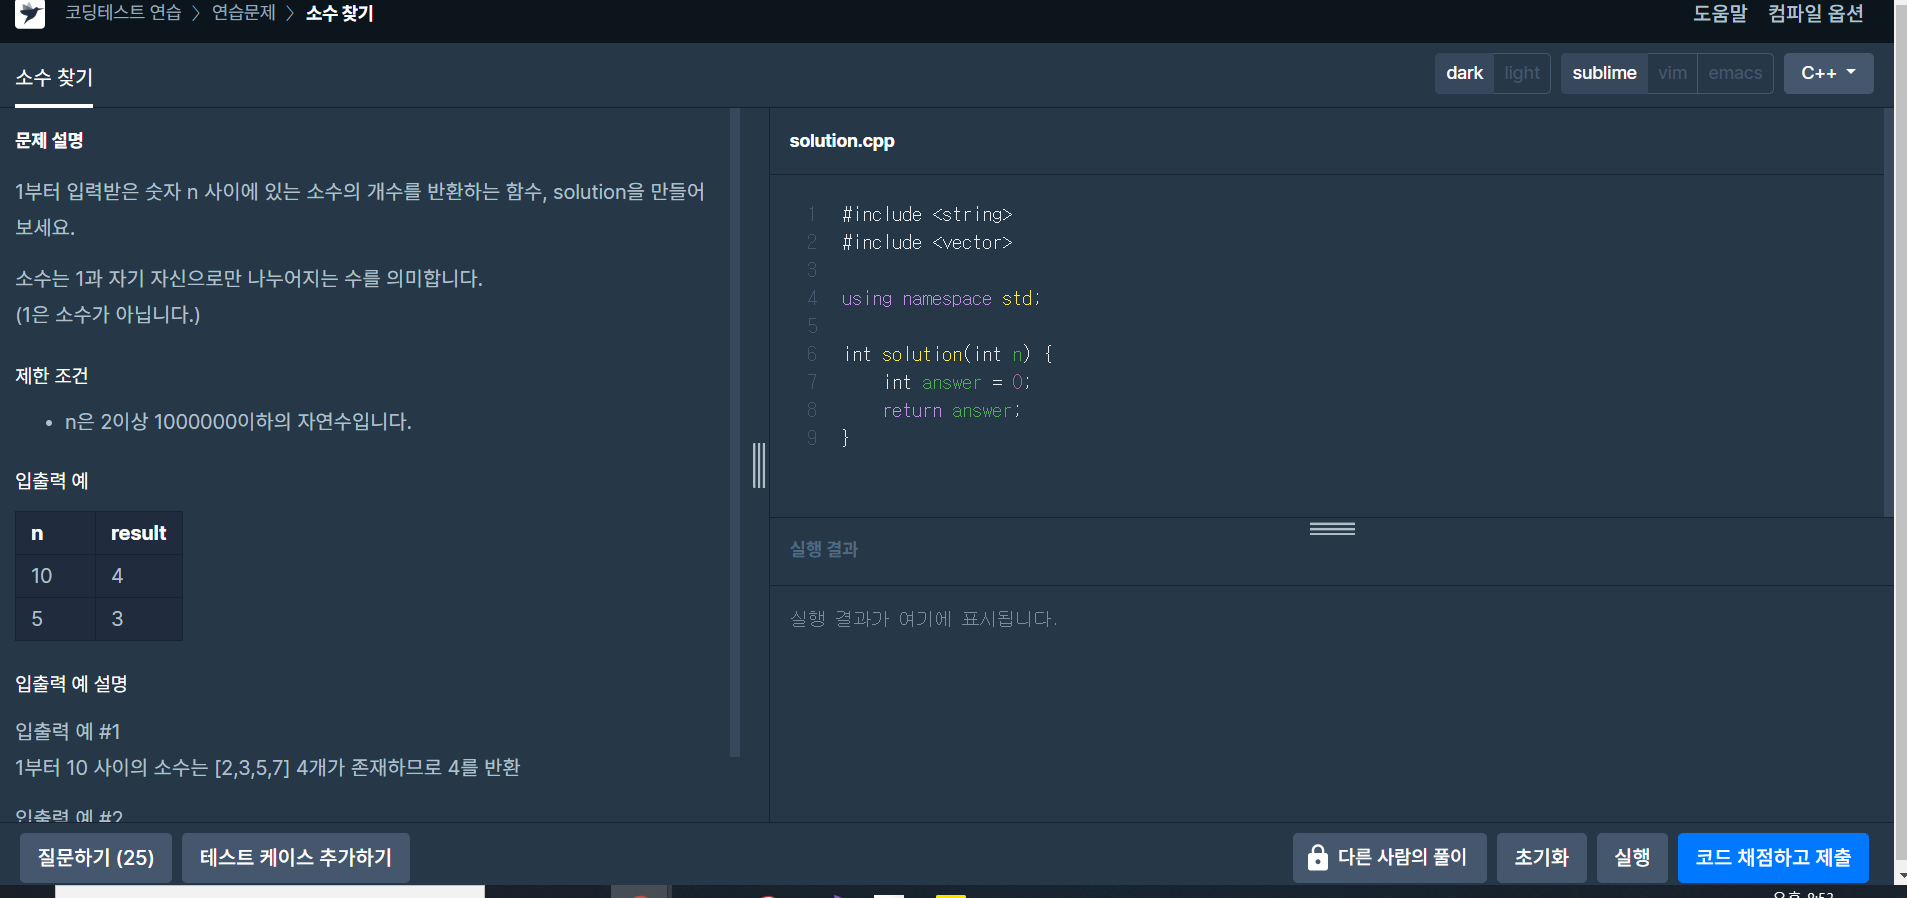 코딩테스트 연습 > 연습문제 > 소수 찾기
도움말 컴파일 옵션
소수 찾기
dark light sublime vim emacs C++
문제 설명
1부터 입력받은 숫자 n 사이에 있는 소수의 개수를 반환하는 함수, solution을 만들어
보세요.
소수는 1과 자기 자신으로만 나누어지는 수를 의미합니다.
(1은 소수가 아닙니다.)
제한 조건
• n은 2이상 1000000이하의 자연수입니다.
입출력 예
n result
10 4
5 3
입출력 예 설명
입출력 예 #1
1부터 10 사이의 소수는 [2,3,5,7] 4개가 존재하므로 4를 반환
입출력 예 #2
solution.cpp
1 #include <string>
2 #include <vector>
3
4 using namespace std;
5
6 int solution(int n) {
7     int answer = 0;
8     return answer;
9 }
실행 결과
실행 결과가 여기에 표시됩니다.
질문하기 (25) 테스트 케이스 추가하기 다른 사람의 풀이 초기화 실행 코드 채점하고 제출